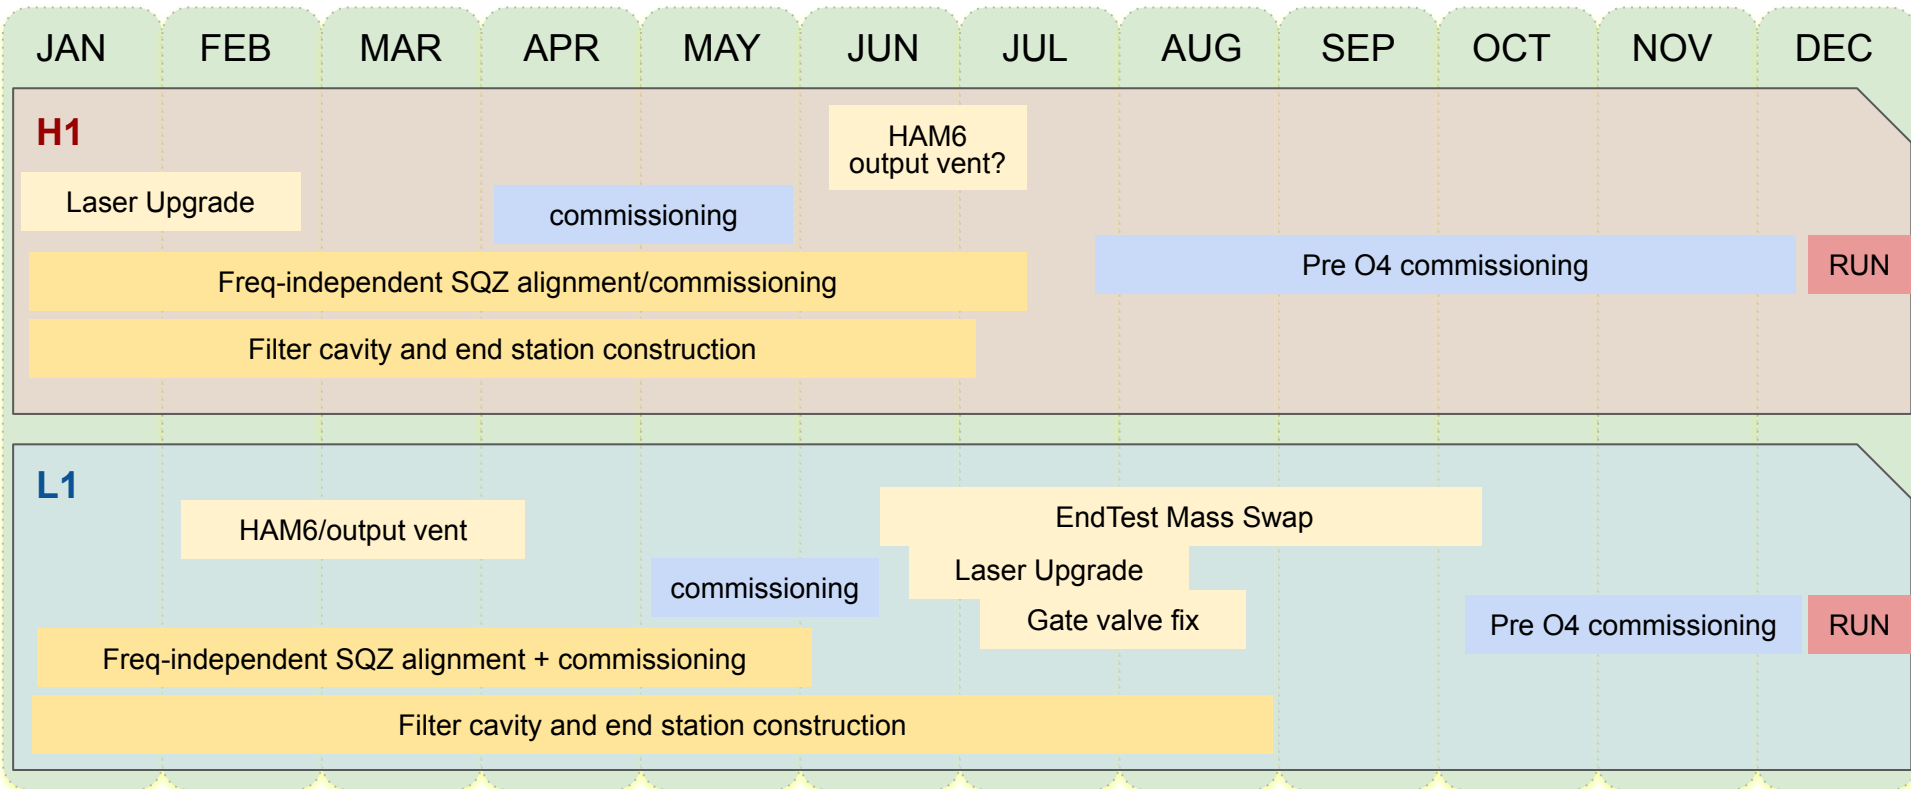 JAN FEB MAR APR MAY JUN JUL AUG SEP OCT NOV DEC
H1
HAM6
output vent?
Laser Upgrade
commissioning
Pre O4 commissioning
RUN
Freq-independent SQZ alignment/commissioning
Filter cavity and end station construction
L1
EndTest Mass Swap
HAM6/output vent
Laser Upgrade
commissioning
Gate valve fix
Pre O4 commissioning
RUN
Freq-independent SQZ alignment + commissioning
Filter cavity and end station construction